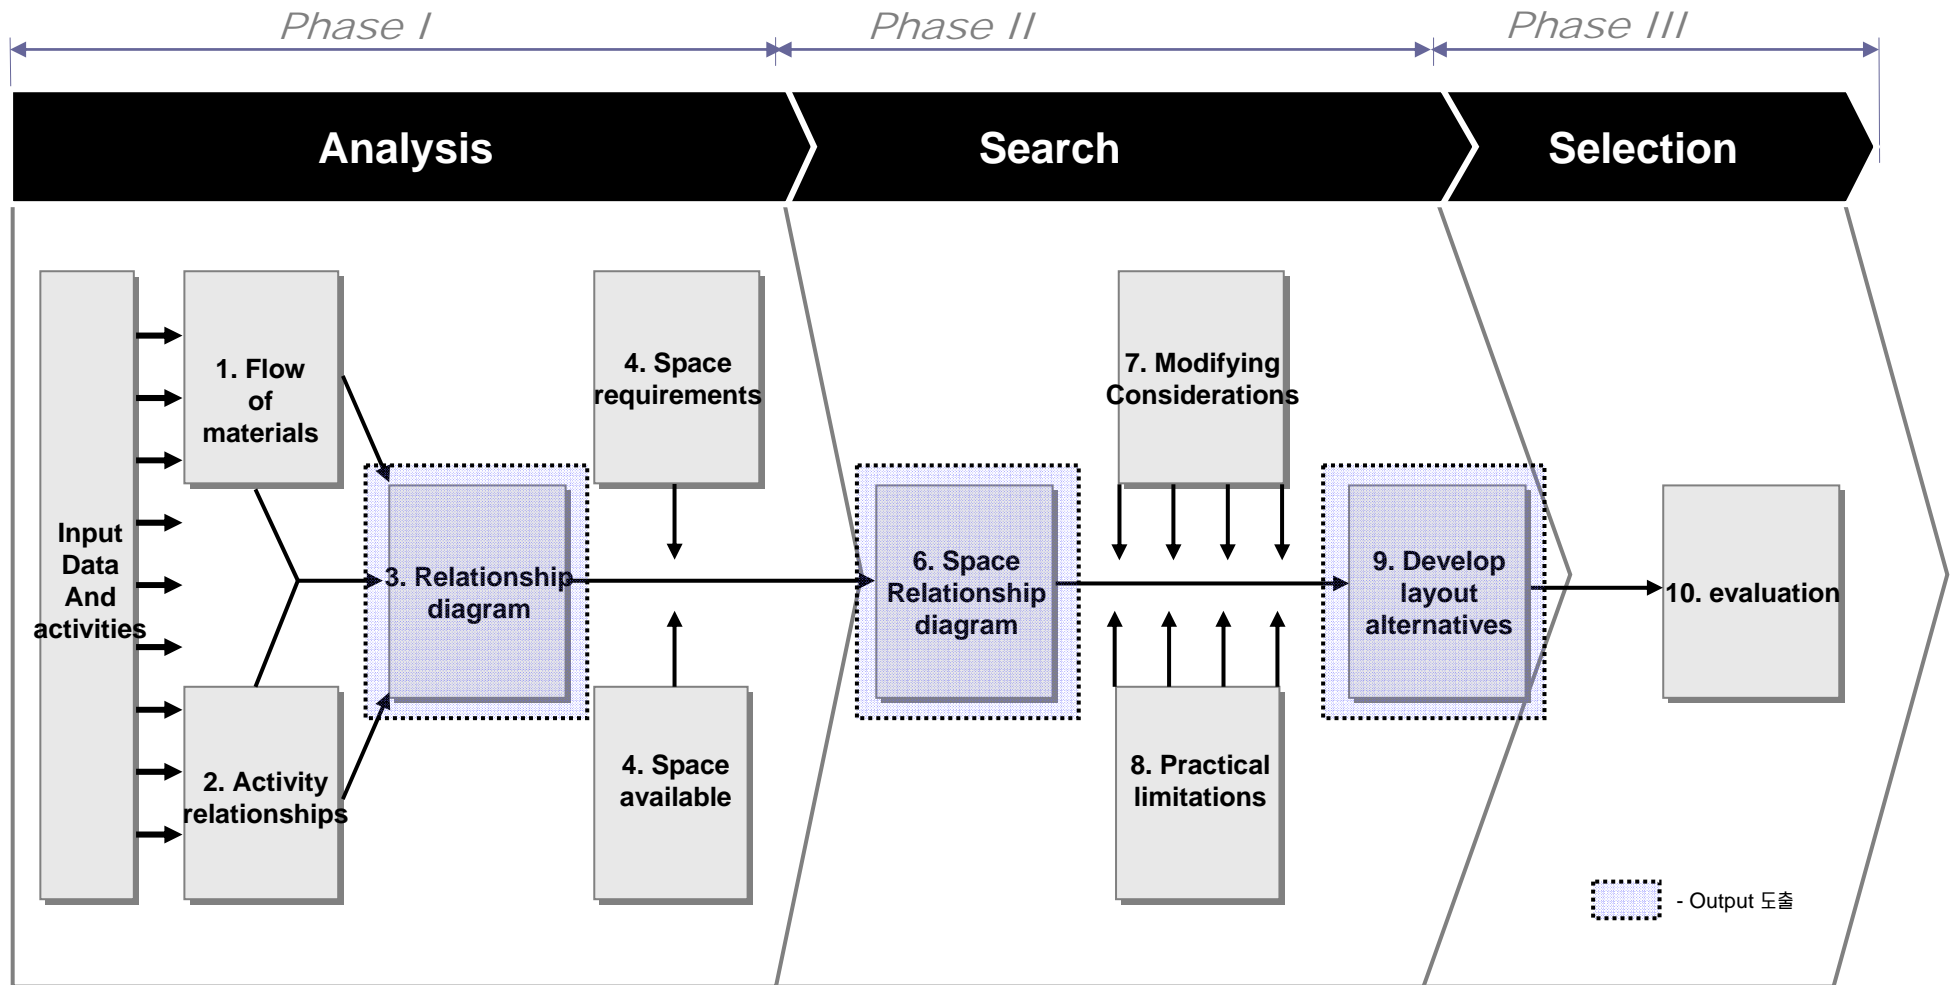 Phase I
Phase II
Phase III
Analysis
Search
Selection
Input
Data
And
activities
1. Flow
of
materials
2. Activity
relationships
3. Relationship
diagram
4. Space
requirements
4. Space
available
6. Space
Relationship
diagram
7. Modifying
Considerations
8. Practical
limitations
9. Develop
layout
alternatives
10. evaluation
- Output 도출